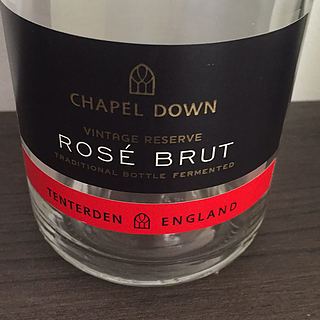 CHAPEL DOWN
VINTAGE RESERVE
ROSÉ BRUT
TRADITIONAL BOTTLE FERMENTED
TENTERDEN ENGLAND